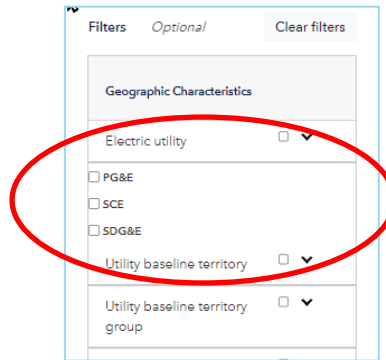 Filters Optional Clear filters
Geographic Characteristics
Electric utility
PG&E
SCE
SDG&E
Utility baseline territory
Utility baseline territory
group